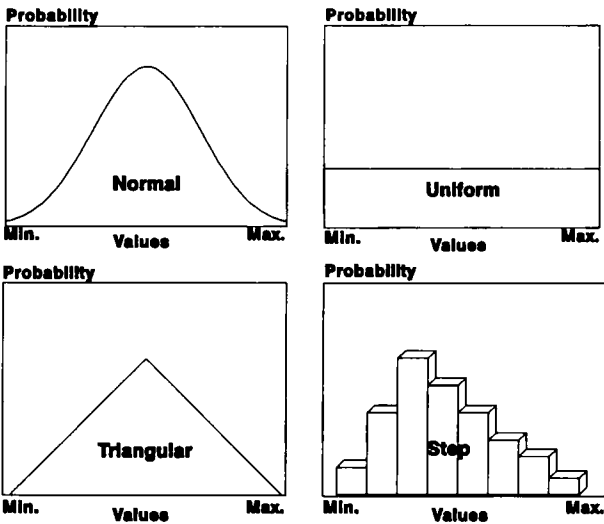 Probability
Normal
Min.
Values
Max.
Probability
Uniform
Min.
Values
Max.
Probability
Triangular
Min.
Values
Max.
Probability
Step
Min.
Values
Max.